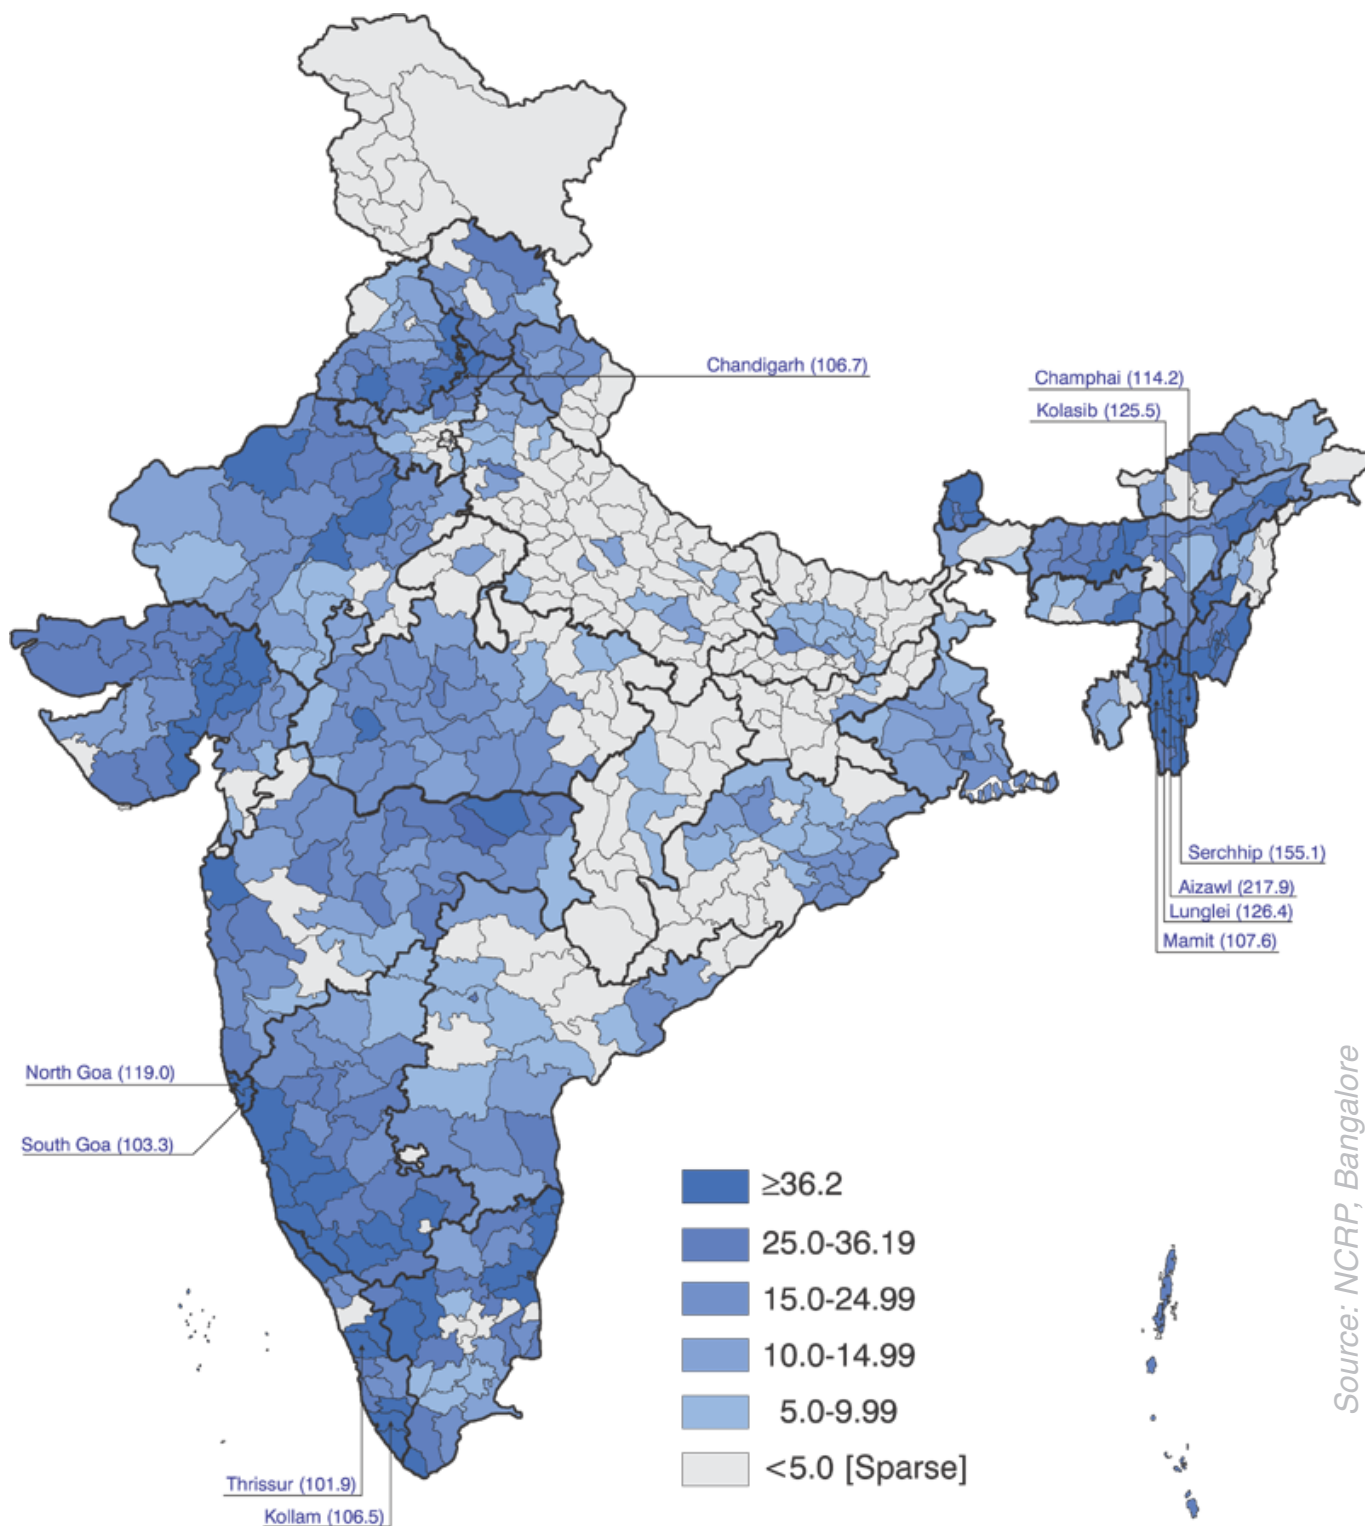 Chandigarh (106.7)
Champhai (114.2)
Kolasib (125.5)
Serchhip (155.1)
Aizawl (217.9)
Lunglei (126.4)
Mamit (107.6)
North Goa (119.0)
South Goa (103.3)
≥36.2
25.0-36.19
15.0-24.99
10.0-14.99
5.0-9.99
<5.0 [Sparse]
Thrissur (101.9)
Kollam (106.5)
Source: NCRP, Bangalore